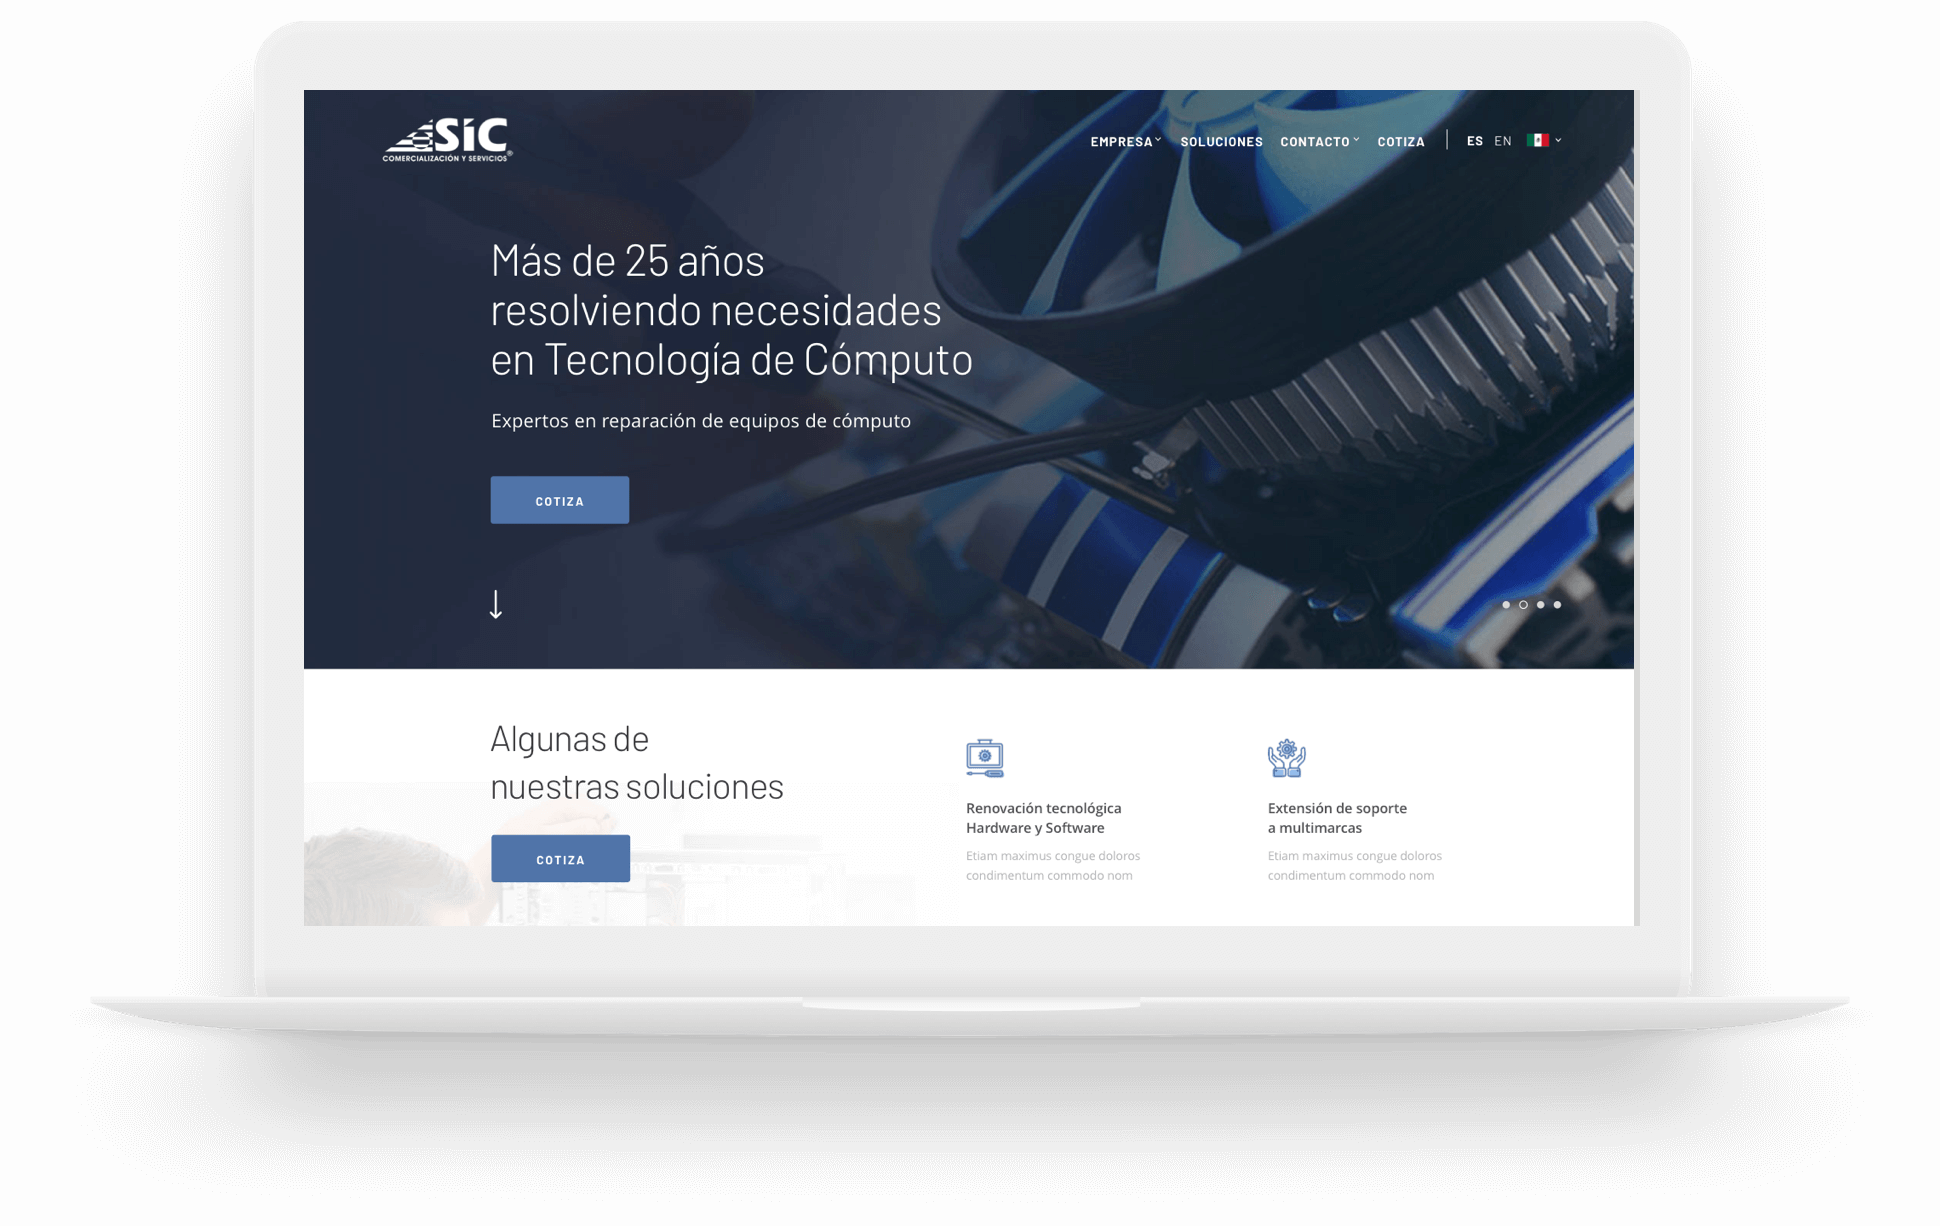 SiC
COMERCIALIZACIÓN Y SERVICIOS®
EMPRESA SOLUCIONES CONTACTO COTIZA ES EN
Más de 25 años
resolviendo necesidades
en Tecnología de Cómputo
Expertos en reparación de equipos de cómputo
COTIZA
Algunas de
nuestras soluciones
COTIZA
Renovación tecnológica
Hardware y Software
Etiam maximus congue doloros
condimentum commodo nom
Extensión de soporte
a multimarcas
Etiam maximus congue doloros
condimentum commodo nom